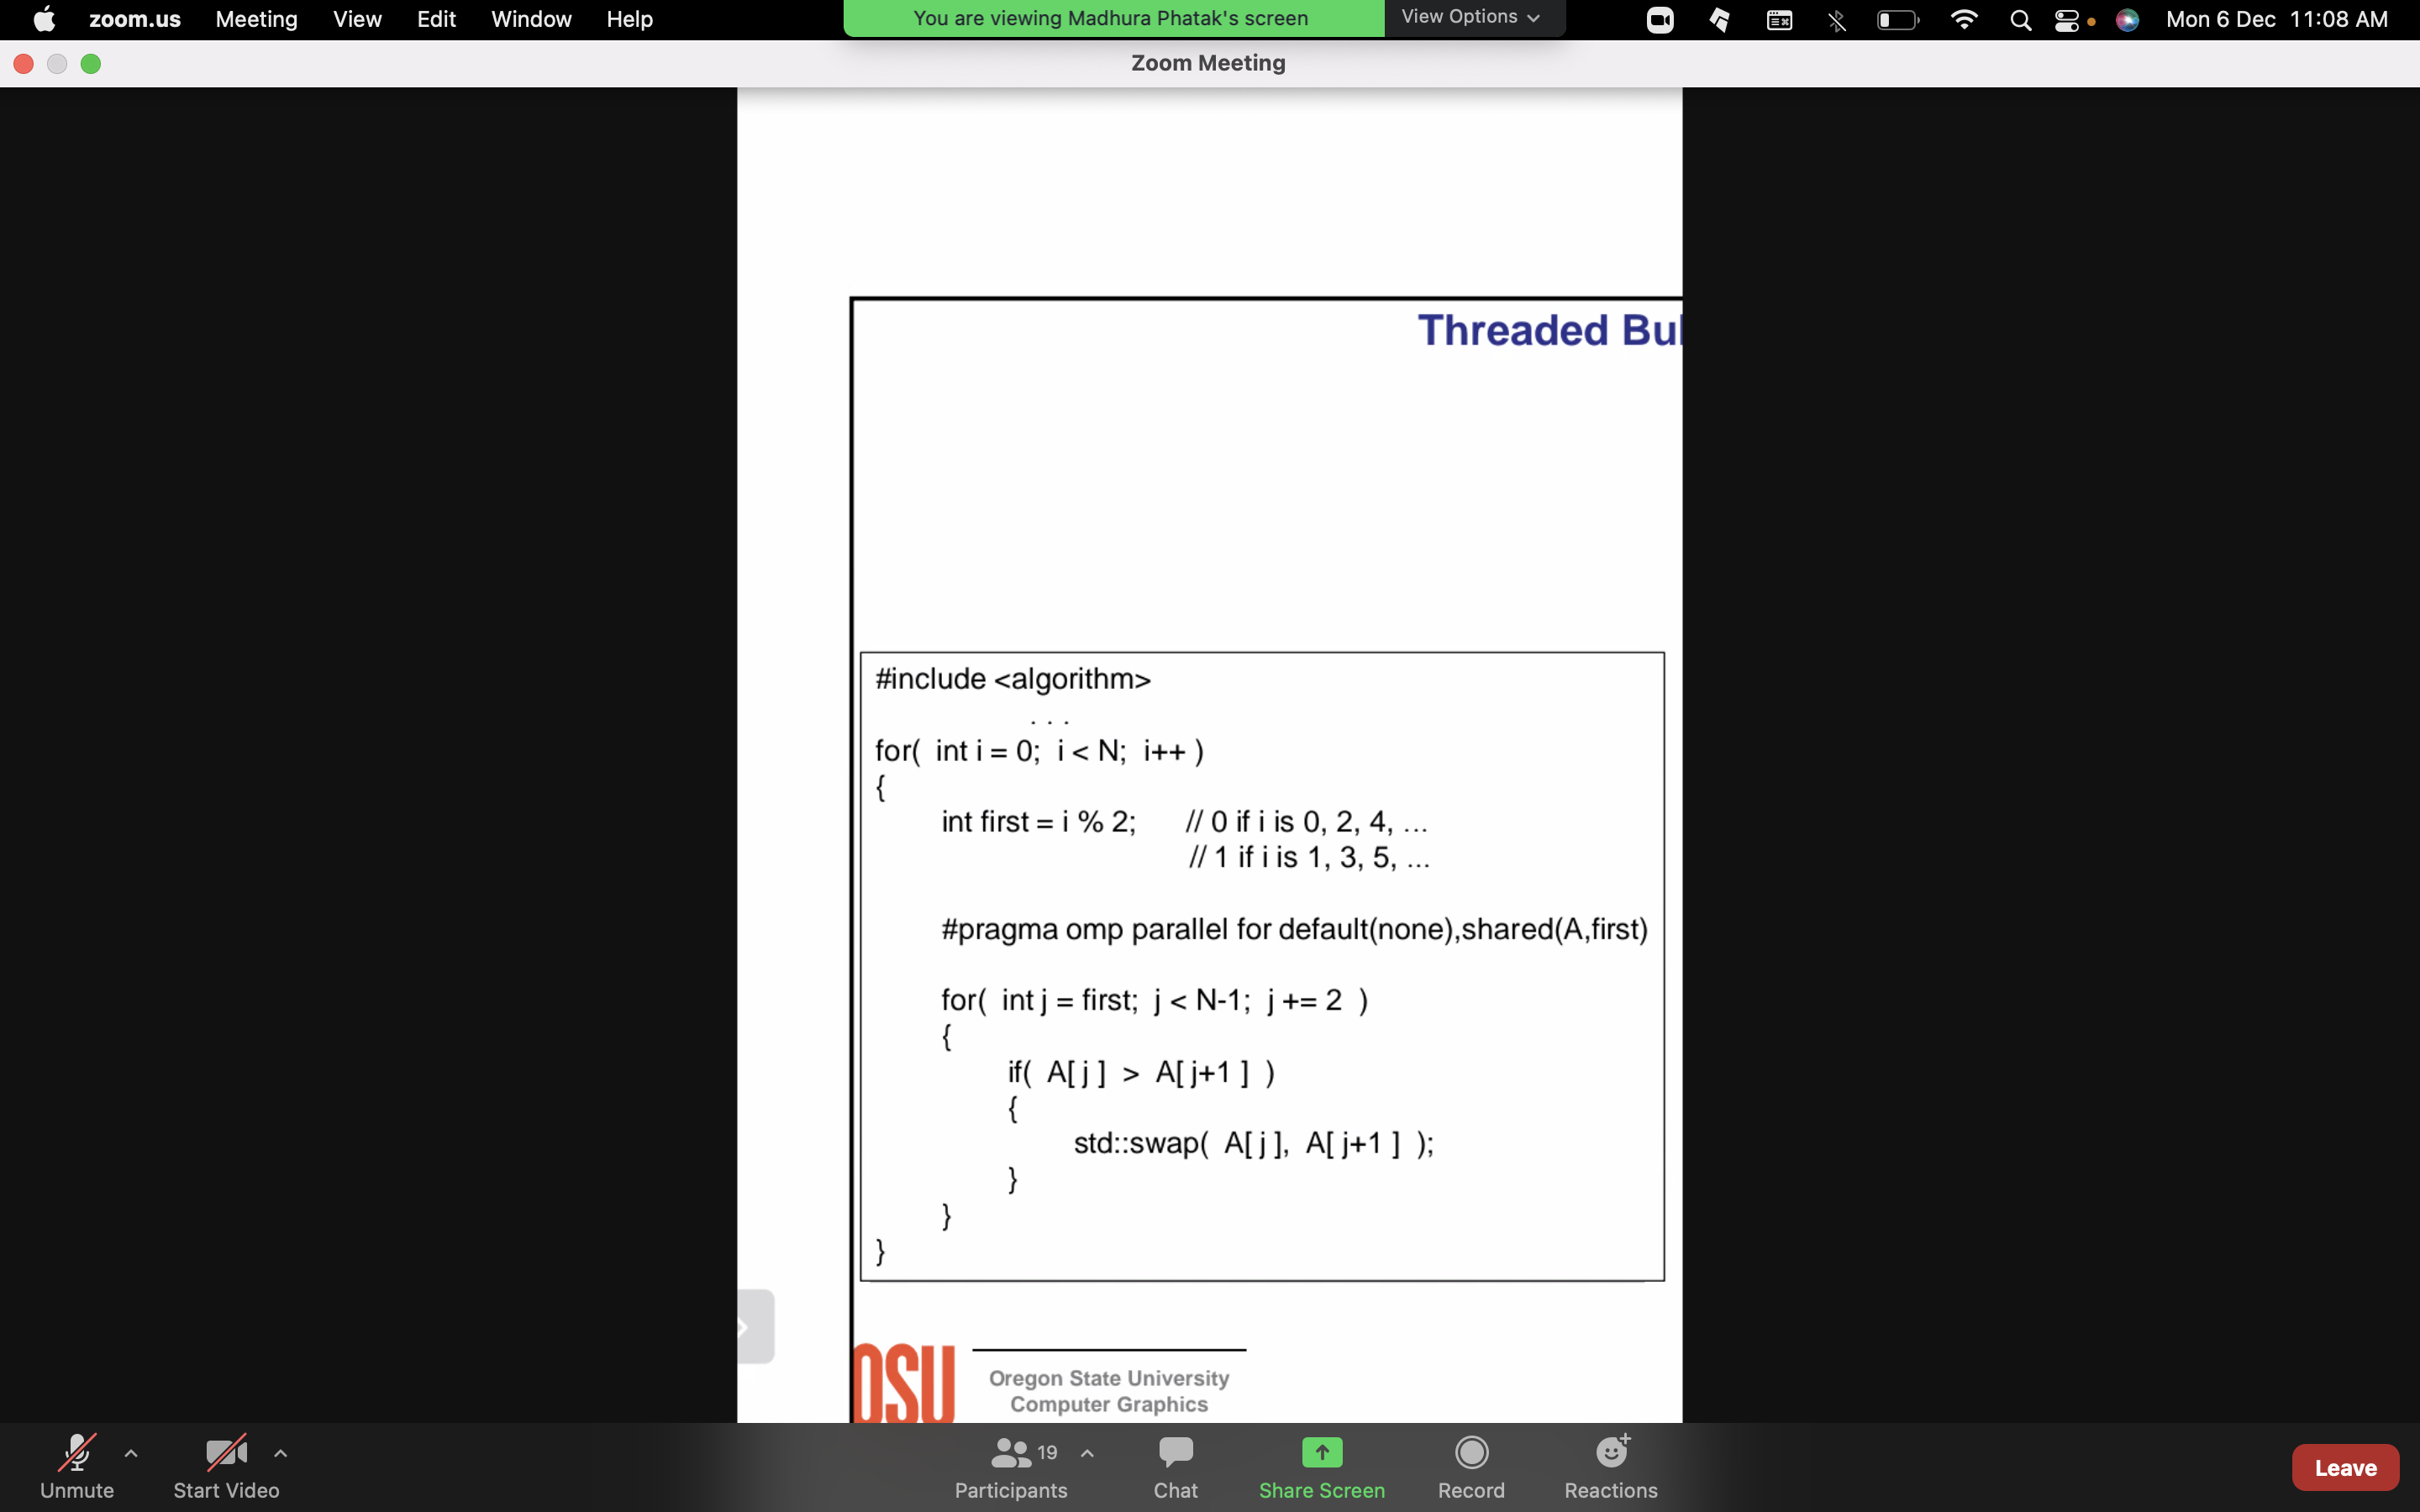 zoom.us Meeting View Edit Window Help
You are viewing Madhura Phatak's screen View Options
Mon 6 Dec 11:08 AM
Zoom Meeting
Threaded Bu
#include <algorithm>
. . .
for( int i = 0; i < N; i++ )
{
int first = i % 2; // 0 if i is 0, 2, 4, ...
// 1 if i is 1, 3, 5, ...
#pragma omp parallel for default(none),shared(A,first)
for( int j = first; j < N-1; j += 2 )
{
if( A[ j ] > A[ j+1 ] )
{
std::swap( A[ j ], A[ j+1 ] );
}
}
}
OSU
Oregon State University
Computer Graphics
Unmute Start Video 19 Participants Chat Share Screen Record Reactions Leave